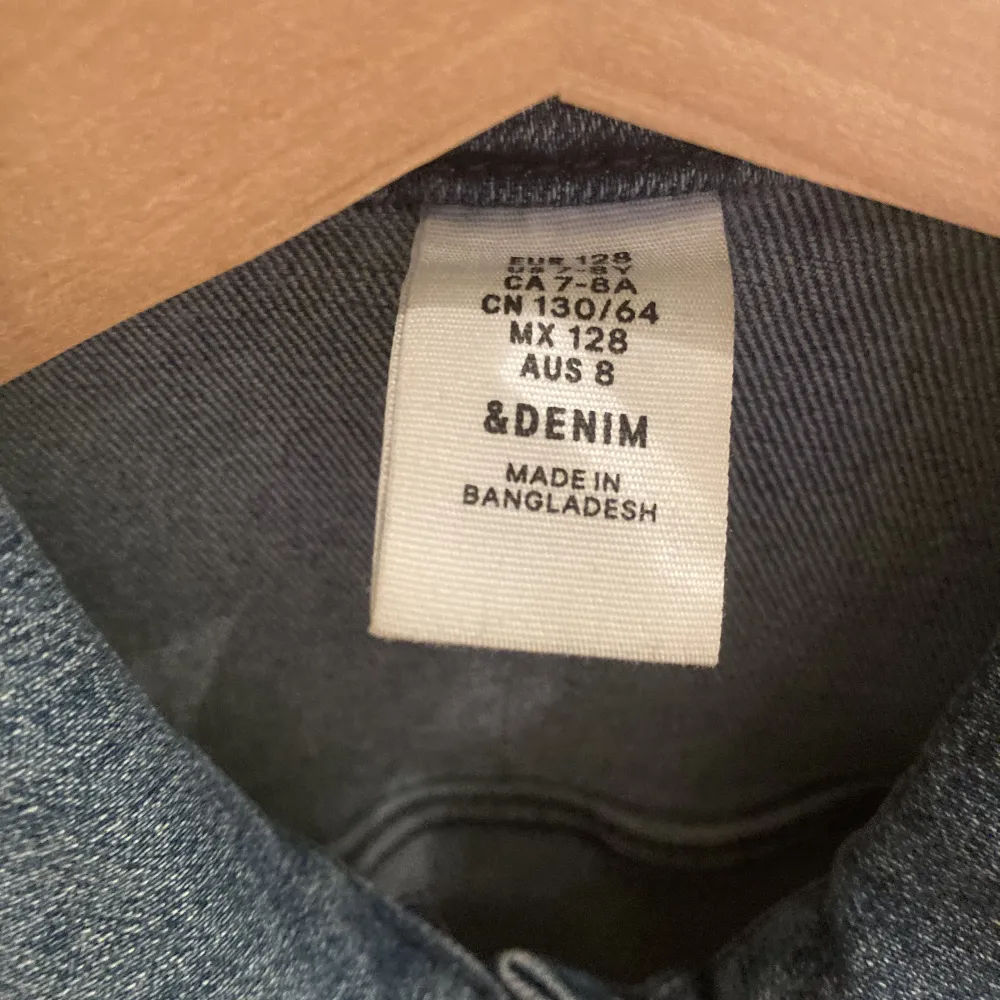 EUR 128
US 7-8Y
CA 7-8A
CN 130/64
MX 128
AUS 8
&DENIM
MADE IN
BANGLADESH